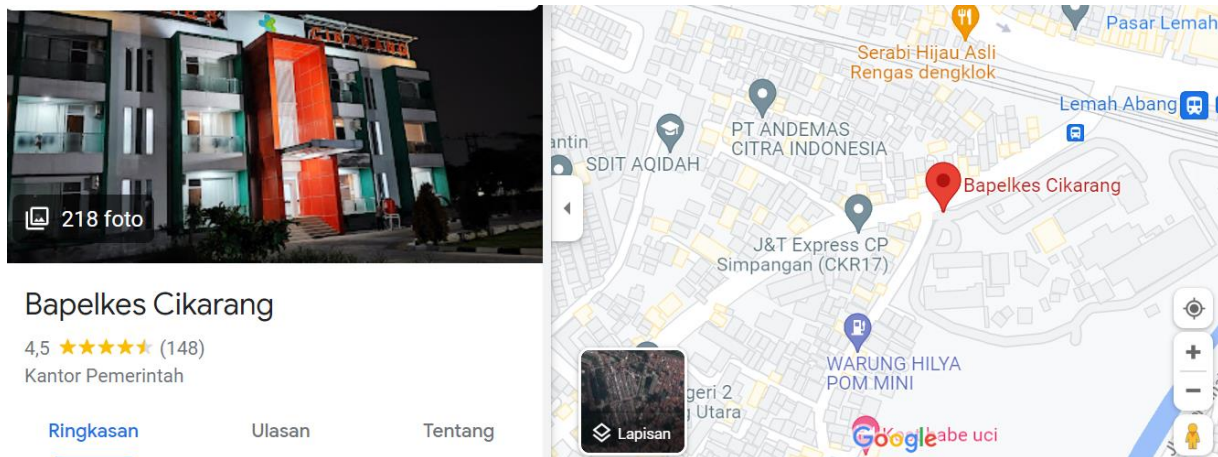 CIKARANG
218 foto
Bapelkes Cikarang
4,5 (148)
Kantor Pemerintah
Ringkasan
Ulasan
Tentang
Pasar Lemah
Serabi Hijau Asli
Rengas dengklok
Lemah Abang
PT ANDEMAS
CITRA INDONESIA
antin
SDIT AQIDAH
Bapelkes Cikarang
J&T Express CP
Simpangan (CKR17)
WARUNG HILYA
POM MINI
geri 2
Utara
Lapisan
Google
abe uci